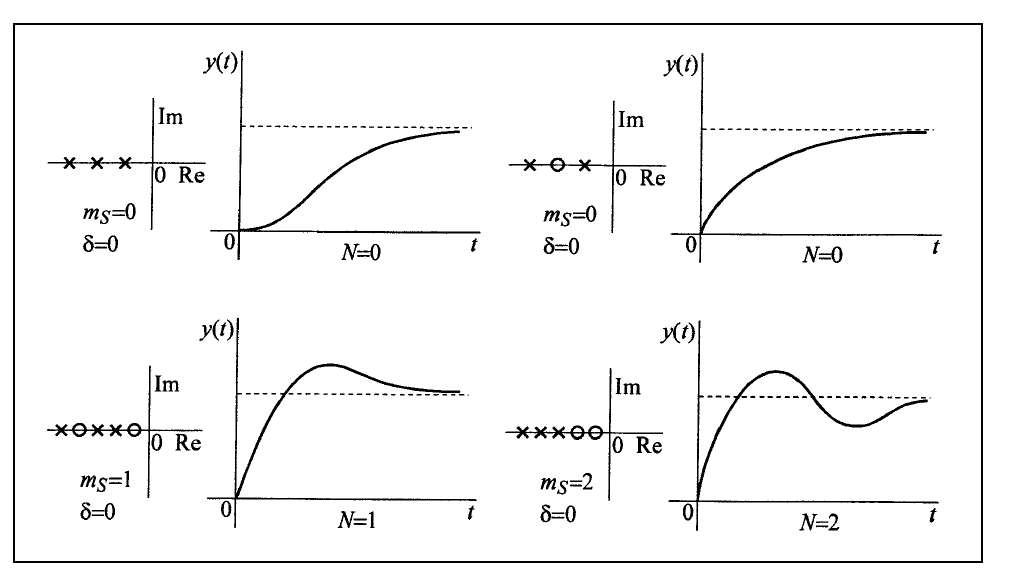 y(t)
Im
0 Re
m_S=0
δ=0
0
N=0
t
y(t)
Im
0 Re
m_S=0
δ=0
0
N=0
t
y(t)
Im
0 Re
m_S=1
δ=0
0
N=1
t
y(t)
Im
0 Re
m_S=2
δ=0
0
N=2
t